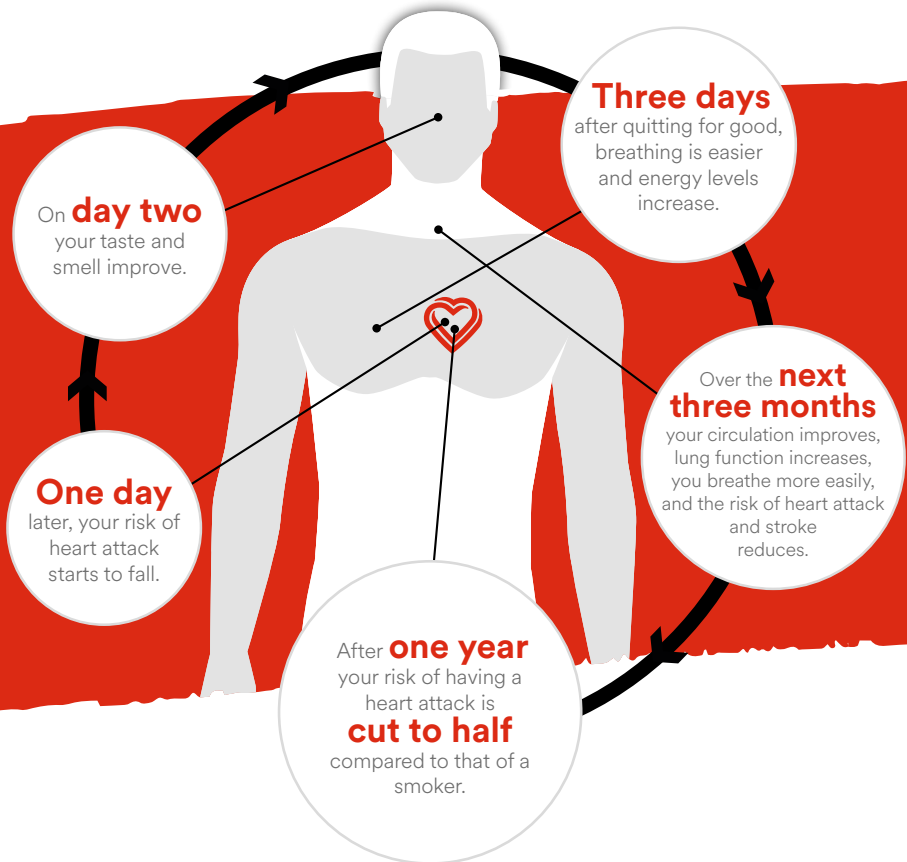 One day
later, your risk of
heart attack
starts to fall.
On day two
your taste and
smell improve.
Three days
after quitting for good,
breathing is easier
and energy levels
increase.
Over the next
three months
your circulation improves,
lung function increases,
you breathe more easily,
and the risk of heart attack
and stroke
reduces.
After one year
your risk of having a
heart attack is
cut to half
compared to that of a
smoker.